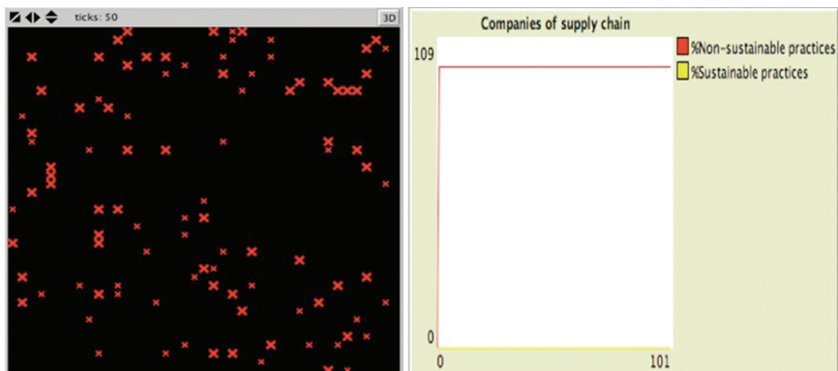 ticks: 50
3D
Companies of supply chain
109
0
0
101
%Non-sustainable practices
%Sustainable practices